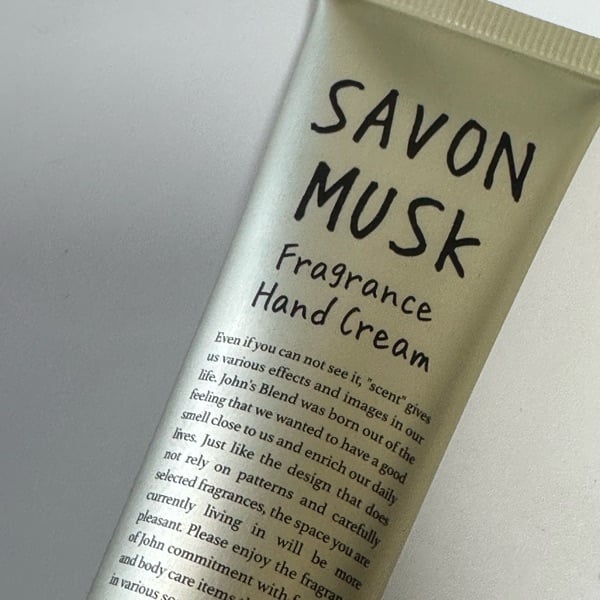 SAVON
MUSK
Fragrance
Hand Cream
Even if you can not see it, "scent" gives
us various effects and images in our
life. John's Blend was born out of the
feeling that we wanted to have a good
smell close to us and enrich our daily
lives. Just like the design that does
not rely on patterns and carefully
selected fragrances, the space you are
currently living in will be more
pleasant. Please enjoy the fragran
of John commitment with
and body care items
in various